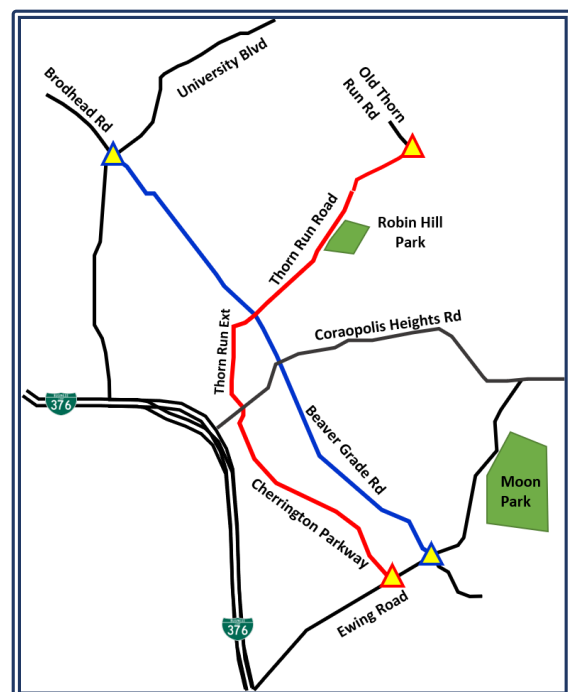 University Blvd
Brodhead Rd
Old Thorn
Run Rd
Thorn Run Road
Robin Hill
Park
Coraopolis Heights Rd
Thorn Run Ext
376
Beaver Grade Rd
Moon
Park
Cherrington Parkway
Ewing Road
376